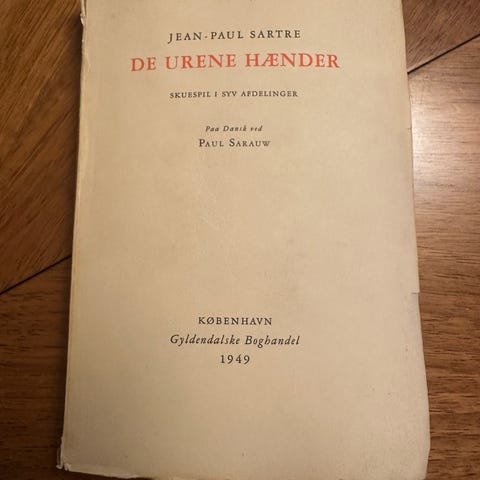 JEAN-PAUL SARTRE
DE URENE HÆNDER
SKUESPIL I SYV AFDELINGER
Paa Dansk ved
PAUL SARAUW
KØBENHAVN
Gyldendalske Boghandel
1949